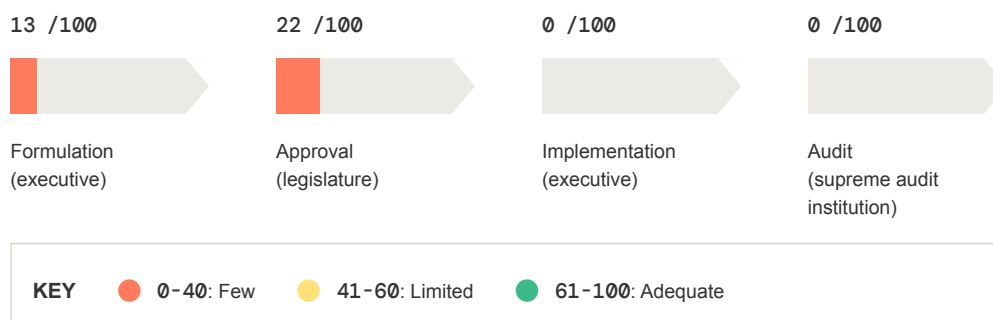 13 /100
22 /100
0 /100
0 /100
Formulation
(executive)
Approval
(legislature)
Implementation
(executive)
Audit
(supreme audit
institution)
KEY
0-40: Few
41-60: Limited
61-100: Adequate